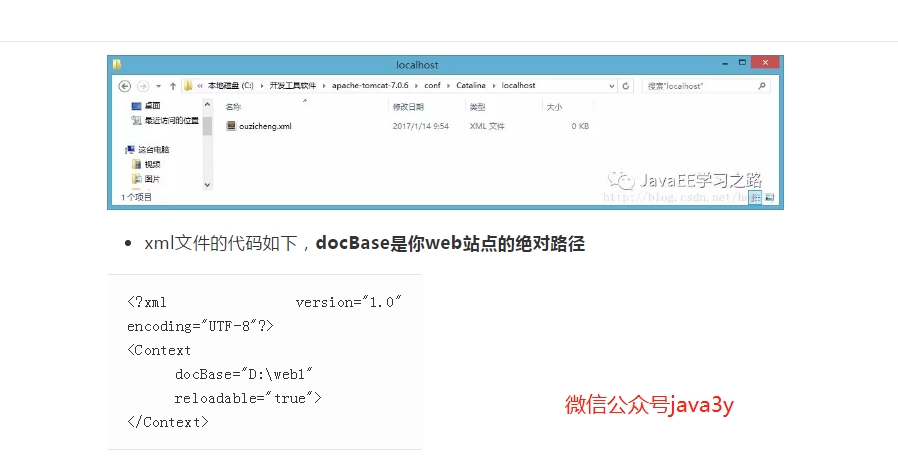 localhost
« 本地磁盘 (C:) › 开发工具软件 › apache-tomcat-7.0.6 › conf › Catalina › localhost
搜索"localhost"
桌面
最近访问的位置
这台电脑
视频
图片
名称 修改日期 类型 大小
ouzicheng.xml 2017/1/14 9:54 XML 文件 0 KB
1个项目
JavaEE学习之路
http://blog.csdn.net/ho
• xml文件的代码如下，docBase是你web站点的绝对路径
<?xml version="1.0"
encoding="UTF-8"?>
<Context
docBase="D:\web1"
reloadable="true">
</Context>
微信公众号java3y